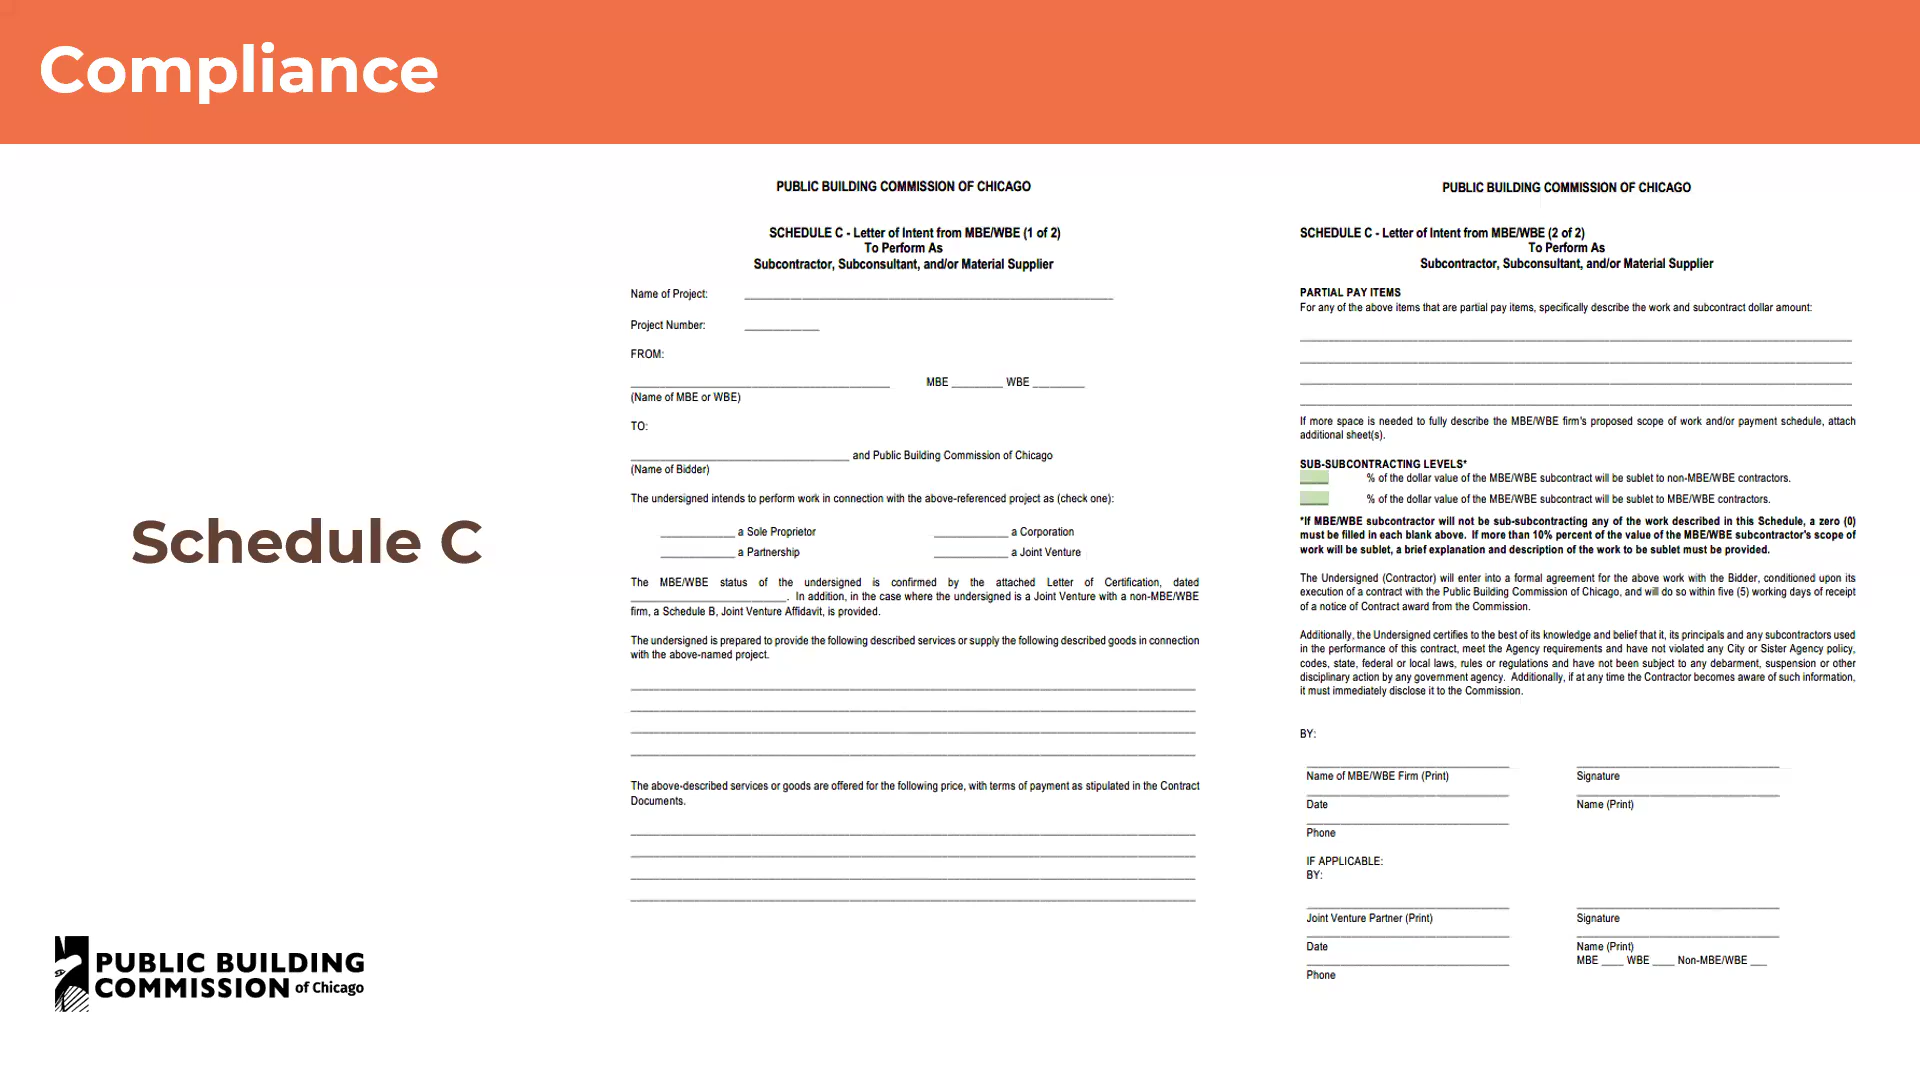 Compliance
Schedule C
PUBLIC BUILDING COMMISSION OF CHICAGO
SCHEDULE C - Letter of Intent from MBE/WBE (1 of 2)
To Perform As
Subcontractor, Subconsultant, and/or Material Supplier
Name of Project: ____________________
Project Number: ____________________
FROM:
____________________ MBE _________ WBE _________
(Name of MBE or WBE)
TO:
____________________ and Public Building Commission of Chicago
(Name of Bidder)
The undersigned intends to perform work in connection with the above-referenced project as (check one):
_____________ a Sole Proprietor _____________ a Corporation
_____________ a Partnership _____________ a Joint Venture
The MBE/WBE status of the undersigned is confirmed by the attached Letter of Certification, dated
____________________. In addition, in the case where the undersigned is a Joint Venture with a non-MBE/WBE
firm, a Schedule B, Joint Venture Affidavit, is provided.
The undersigned is prepared to provide the following described services or supply the following described goods in connection
with the above-named project.
The above-described services or goods are offered for the following price, with terms of payment as stipulated in the Contract
Documents.
PUBLIC BUILDING COMMISSION OF CHICAGO
SCHEDULE C - Letter of Intent from MBE/WBE (2 of 2)
To Perform As
Subcontractor, Subconsultant, and/or Material Supplier
PARTIAL PAY ITEMS
For any of the above items that are partial pay items, specifically describe the work and subcontract dollar amount:
If more space is needed to fully describe the MBE/WBE firm's proposed scope of work and/or payment schedule, attach
additional sheet(s).
SUB-SUBCONTRACTING LEVELS*
_____ % of the dollar value of the MBE/WBE subcontract will be sublet to non-MBE/WBE contractors.
_____ % of the dollar value of the MBE/WBE subcontract will be sublet to MBE/WBE contractors.
*If MBE/WBE subcontractor will not be sub-subcontracting any of the work described in this Schedule, a zero (0)
must be filled in each blank above. If more than 10% percent of the value of the MBE/WBE subcontractor's scope of
work will be sublet, a brief explanation and description of the work to be sublet must be provided.
The Undersigned (Contractor) will enter into a formal agreement for the above work with the Bidder, conditioned upon its
execution of a contract with the Public Building Commission of Chicago, and will do so within five (5) working days of receipt
of a notice of Contract award from the Commission.
Additionally, the Undersigned certifies to the best of its knowledge and belief that it, its principals and any subcontractors used
in the performance of this contract, meet the Agency requirements and have not violated any City or Sister Agency policy,
codes, state, federal or local laws, rules or regulations and have not been subject to any debarment, suspension or other
disciplinary action by any government agency. Additionally, if at any time the Contractor becomes aware of such information,
it must immediately disclose it to the Commission.
BY:
Name of MBE/WBE Firm (Print) Signature
Date Name (Print)
Phone
IF APPLICABLE:
BY:
Joint Venture Partner (Print) Signature
Date Name (Print)
MBE ____ WBE ____ Non-MBE/WBE ___
Phone
PUBLIC BUILDING
COMMISSION of Chicago